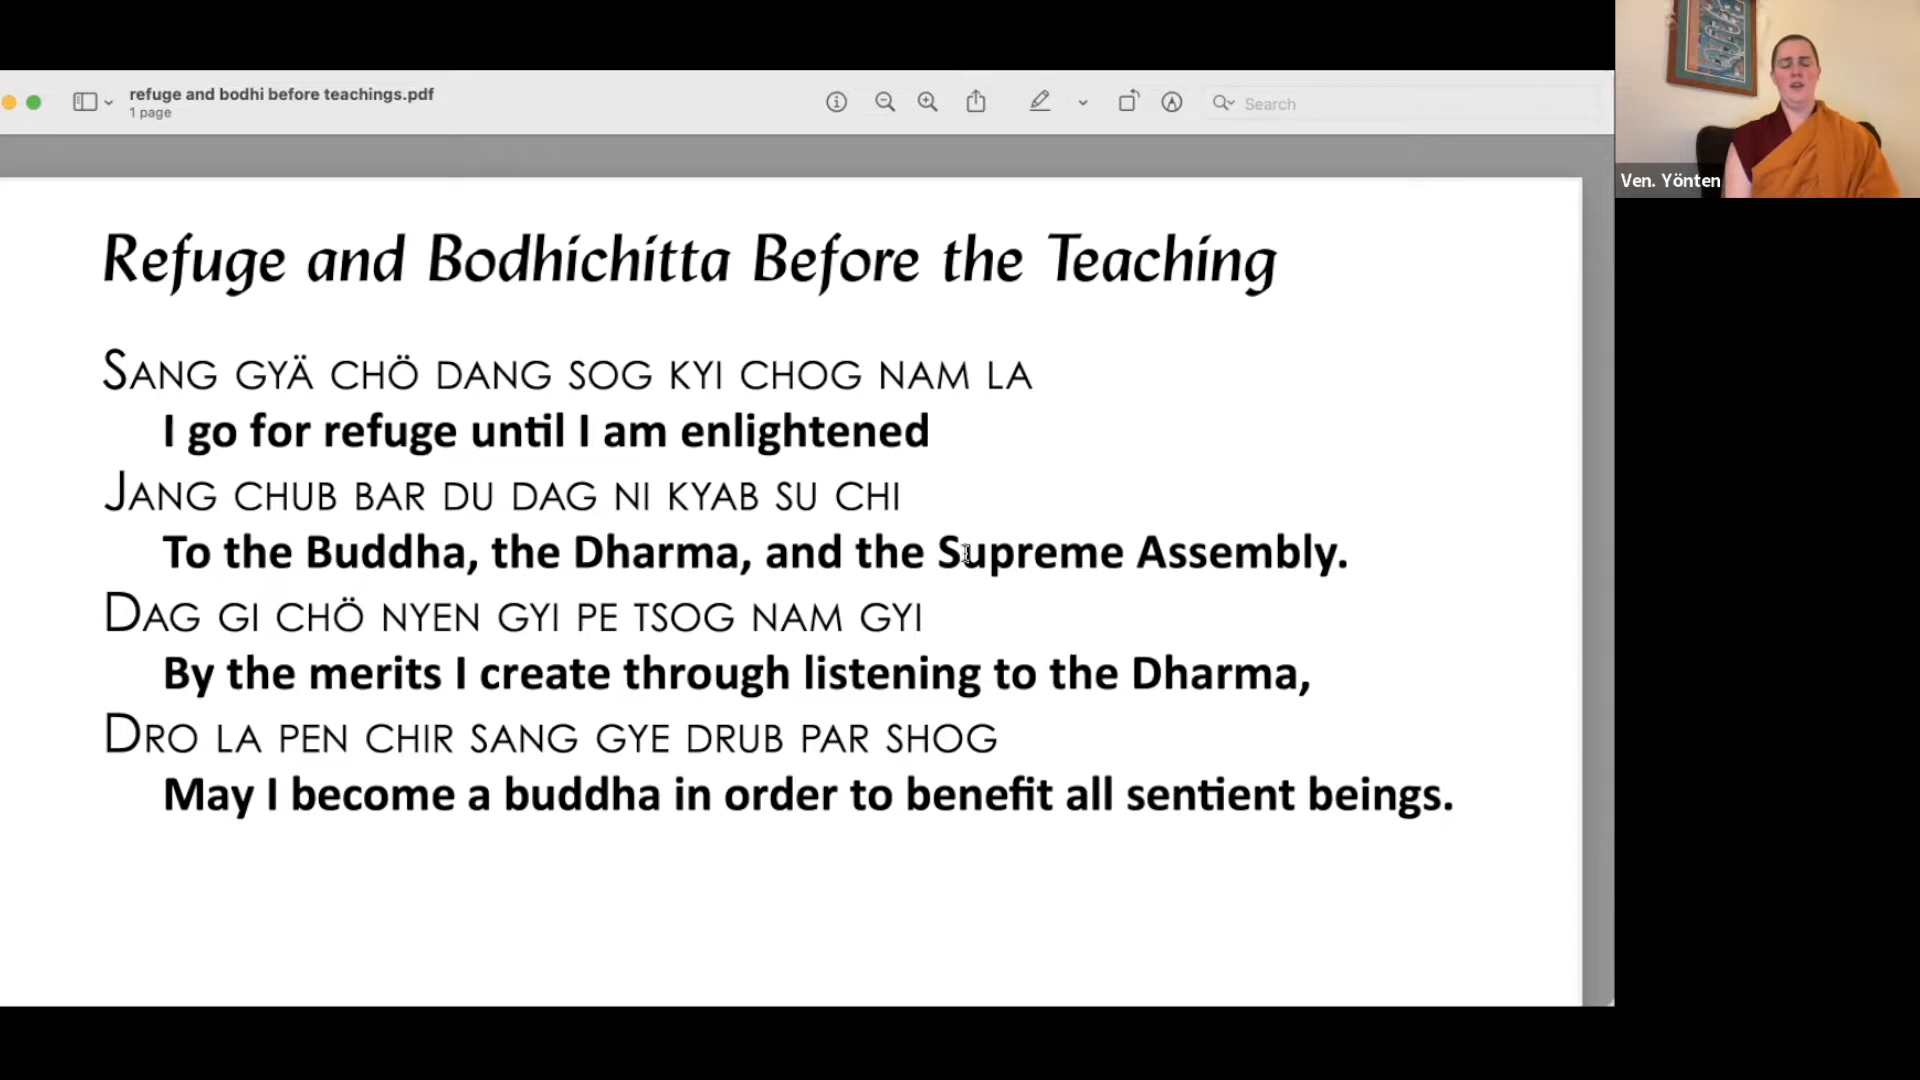 refuge and bodhi before teachings.pdf
1 page
Search
Ven. Yönten
Refuge and Bodhichitta Before the Teaching
SANG GYÄ CHÖ DANG SOG KYI CHOG NAM LA
I go for refuge until I am enlightened
JANG CHUB BAR DU DAG NI KYAB SU CHI
To the Buddha, the Dharma, and the Supreme Assembly.
DAG GI CHÖ NYEN GYI PE TSOG NAM GYI
By the merits I create through listening to the Dharma,
DRO LA PEN CHIR SANG GYE DRUB PAR SHOG
May I become a buddha in order to benefit all sentient beings.